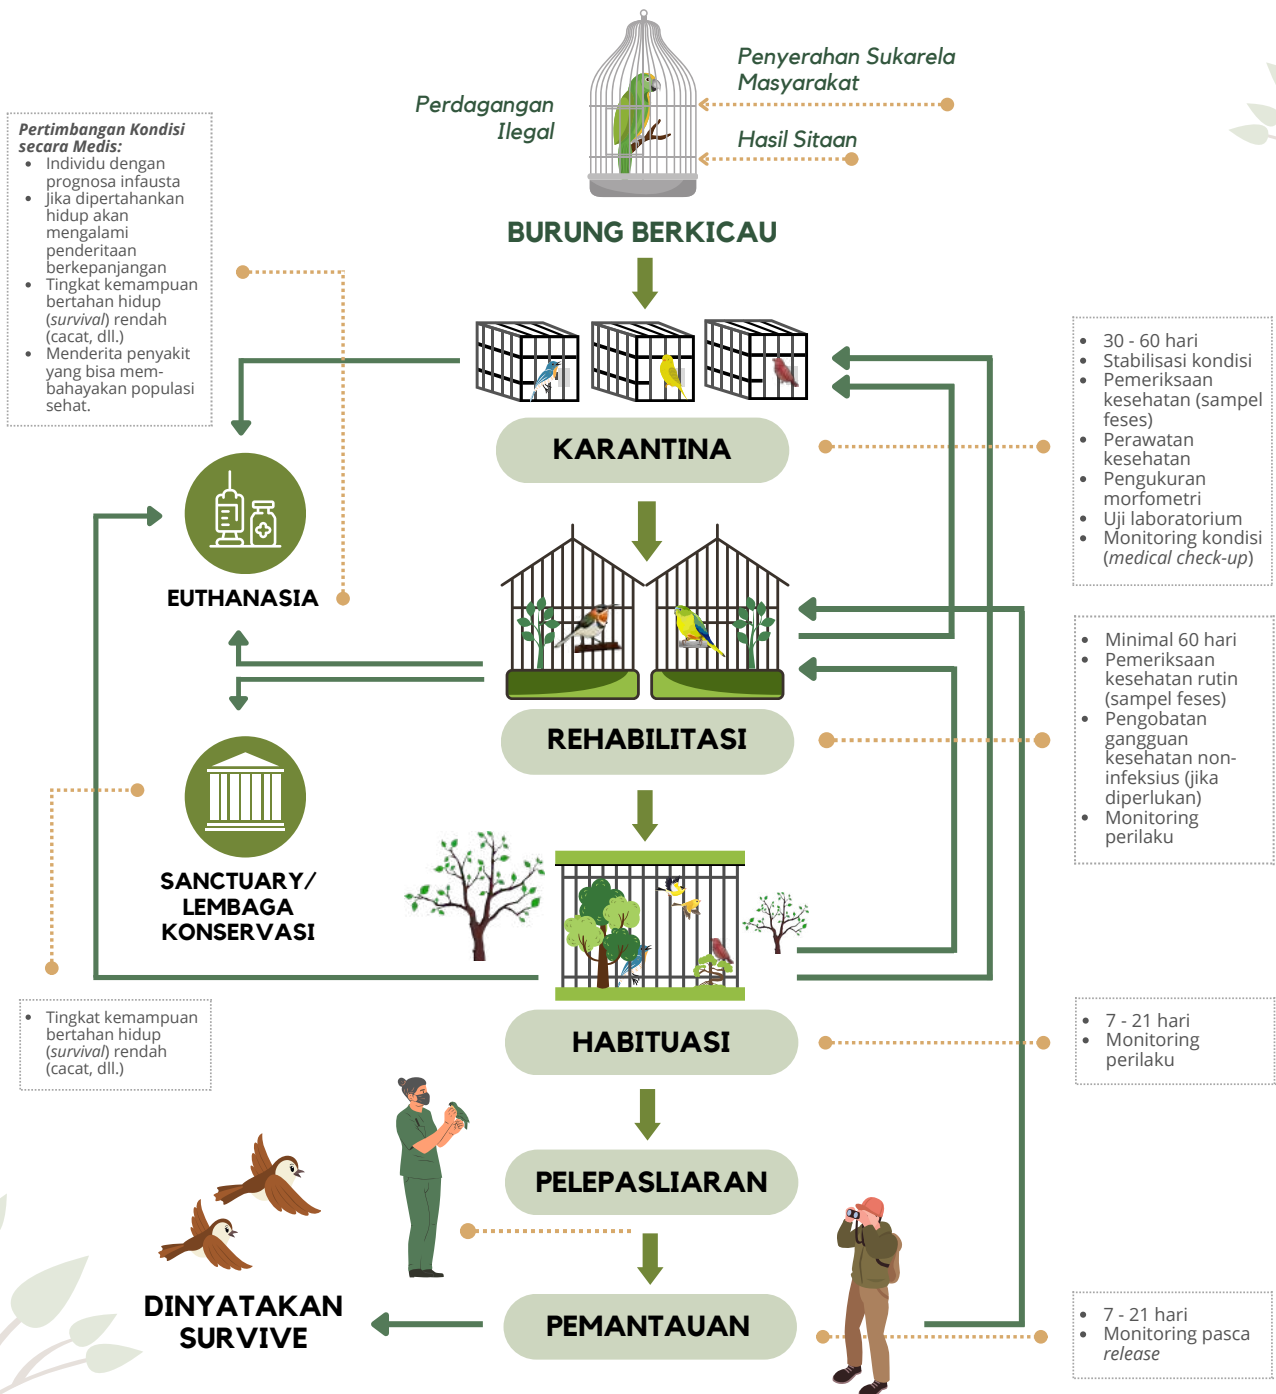 Penyerahan Sukarela
Masyarakat
Perdagangan
Ilegal
Hasil Sitaan
BURUNG BERKICAU
Pertimbangan Kondisi
secara Medis:
• Individu dengan
prognosa infausta
• Jika dipertahankan
hidup akan
mengalami
penderitaan
berkepanjangan
• Tingkat kemampuan
bertahan hidup
(survival) rendah
(cacat, dll.)
• Menderita penyakit
yang bisa mem-
bahayakan populasi
sehat.
KARANTINA
• 30 - 60 hari
• Stabilisasi kondisi
• Pemeriksaan
kesehatan (sampel
feses)
• Perawatan
kesehatan
• Pengukuran
morfometri
• Uji laboratorium
• Monitoring kondisi
(medical check-up)
EUTHANASIA
REHABILITASI
• Minimal 60 hari
• Pemeriksaan
kesehatan rutin
(sampel feses)
• Pengobatan
gangguan
kesehatan non-
infeksius (jika
diperlukan)
• Monitoring
perilaku
SANCTUARY/
LEMBAGA
KONSERVASI
• Tingkat kemampuan
bertahan hidup
(survival) rendah
(cacat, dll.)
HABITUASI
• 7 - 21 hari
• Monitoring
perilaku
PELEPASLIARAN
PEMANTAUAN
• 7 - 21 hari
• Monitoring pasca
release
DINYATAKAN
SURVIVE